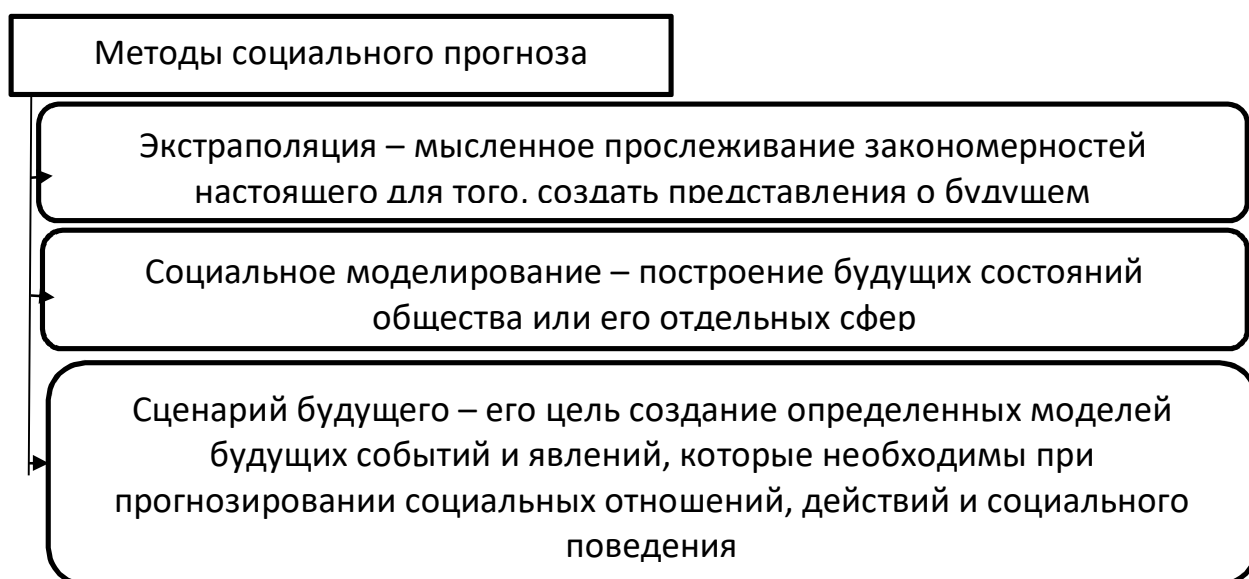 Методы социального прогноза
Экстраполяция – мысленное прослеживание закономерностей
настоящего для того. создать представления о будущем
Социальное моделирование – построение будущих состояний
общества или его отдельных сфер
Сценарий будущего – его цель создание определенных моделей
будущих событий и явлений, которые необходимы при
прогнозировании социальных отношений, действий и социального
поведения